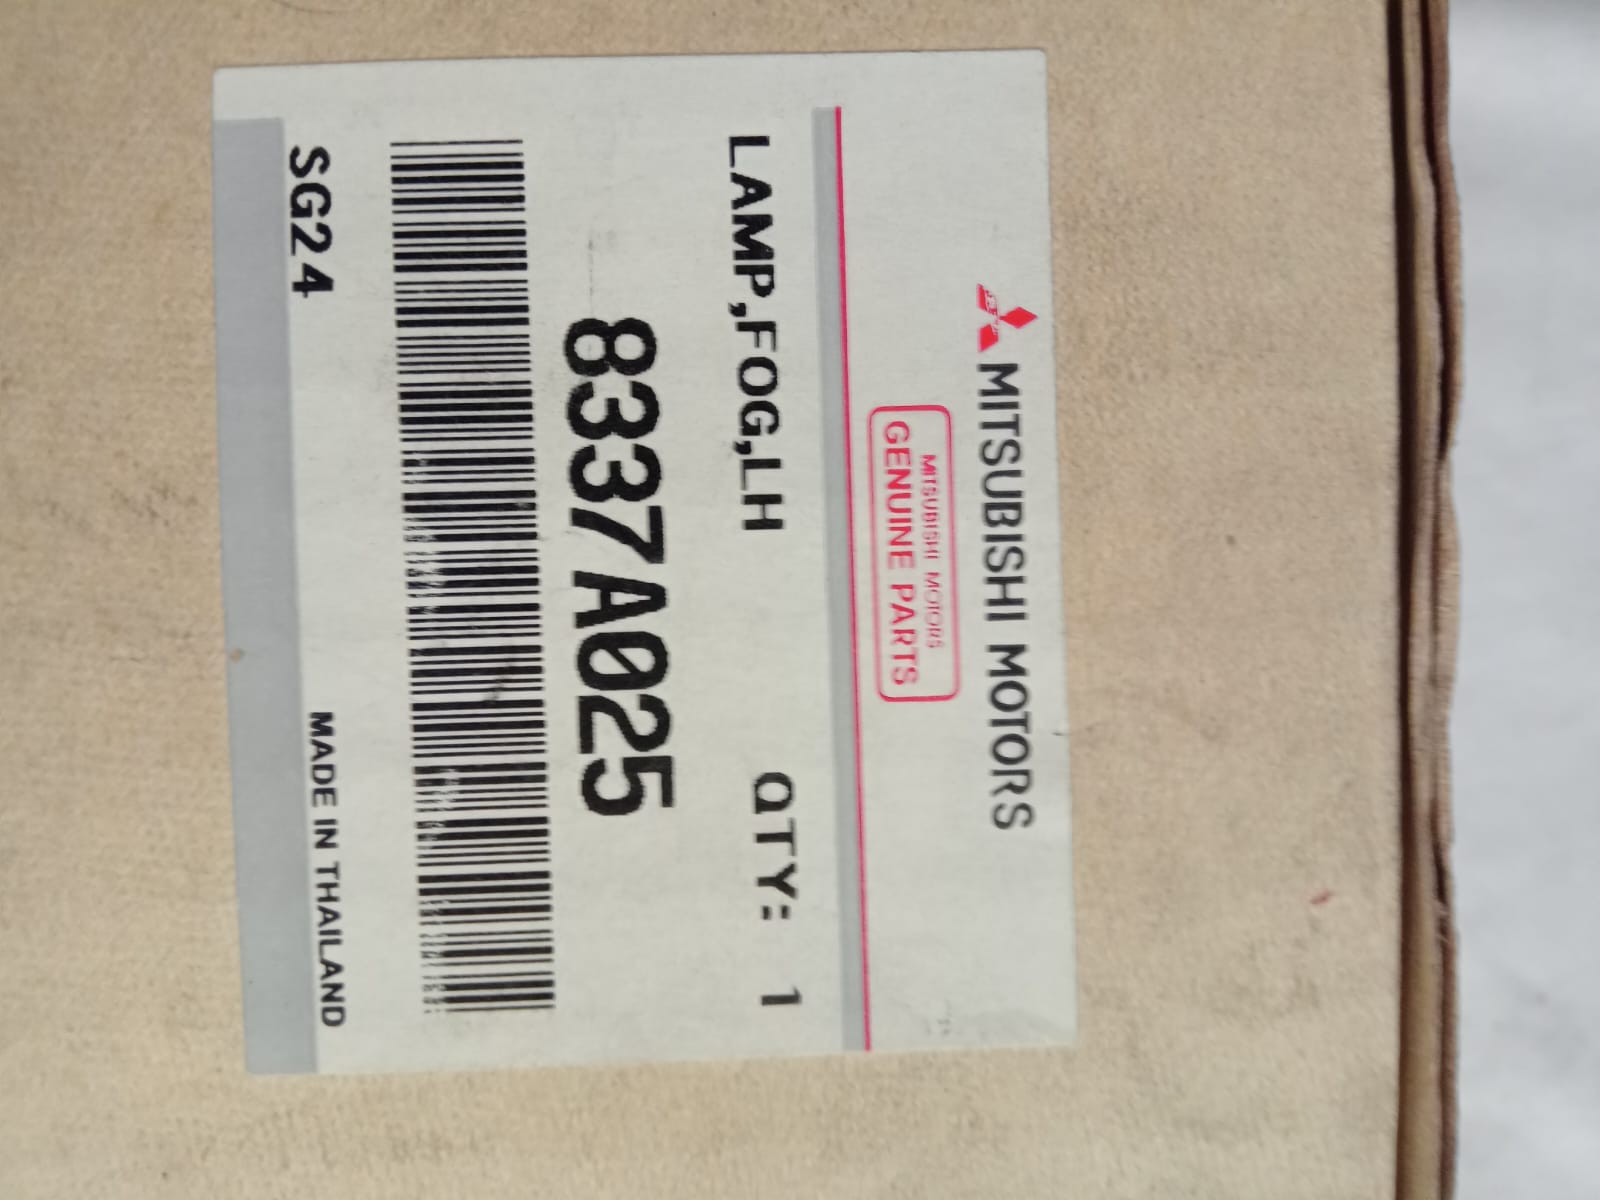 MITSUBISHI MOTORS
MITSUBISHI MOTORS
GENUINE PARTS
LAMP,FOG,LH QTY: 1
8337A025
SG24 MADE IN THAILAND